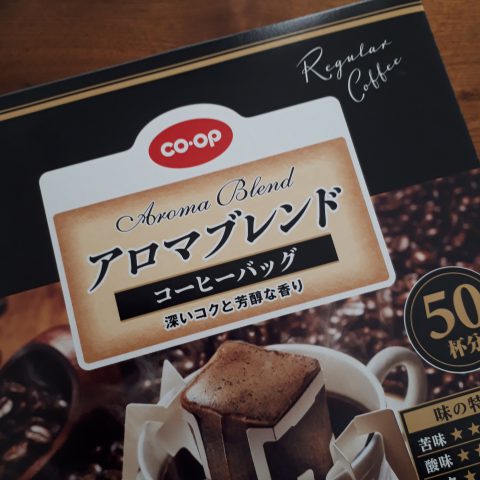 Regular
Coffee
CO·OP
Aroma Blend
アロマブレンド
コーヒーバッグ
深いコクと芳醇な香り
50
杯分
味の特
苦味 ★★
酸味 ★★